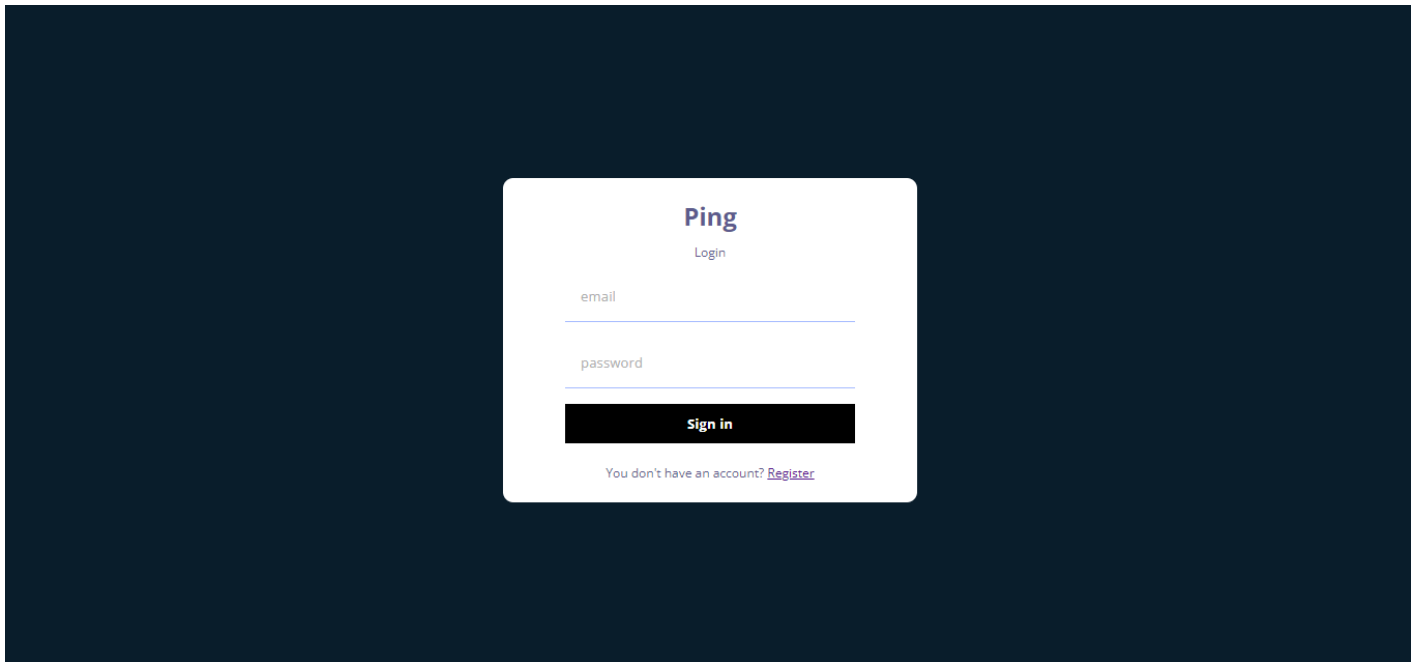 Ping
Login
email
password
Sign in
You don't have an account? Register